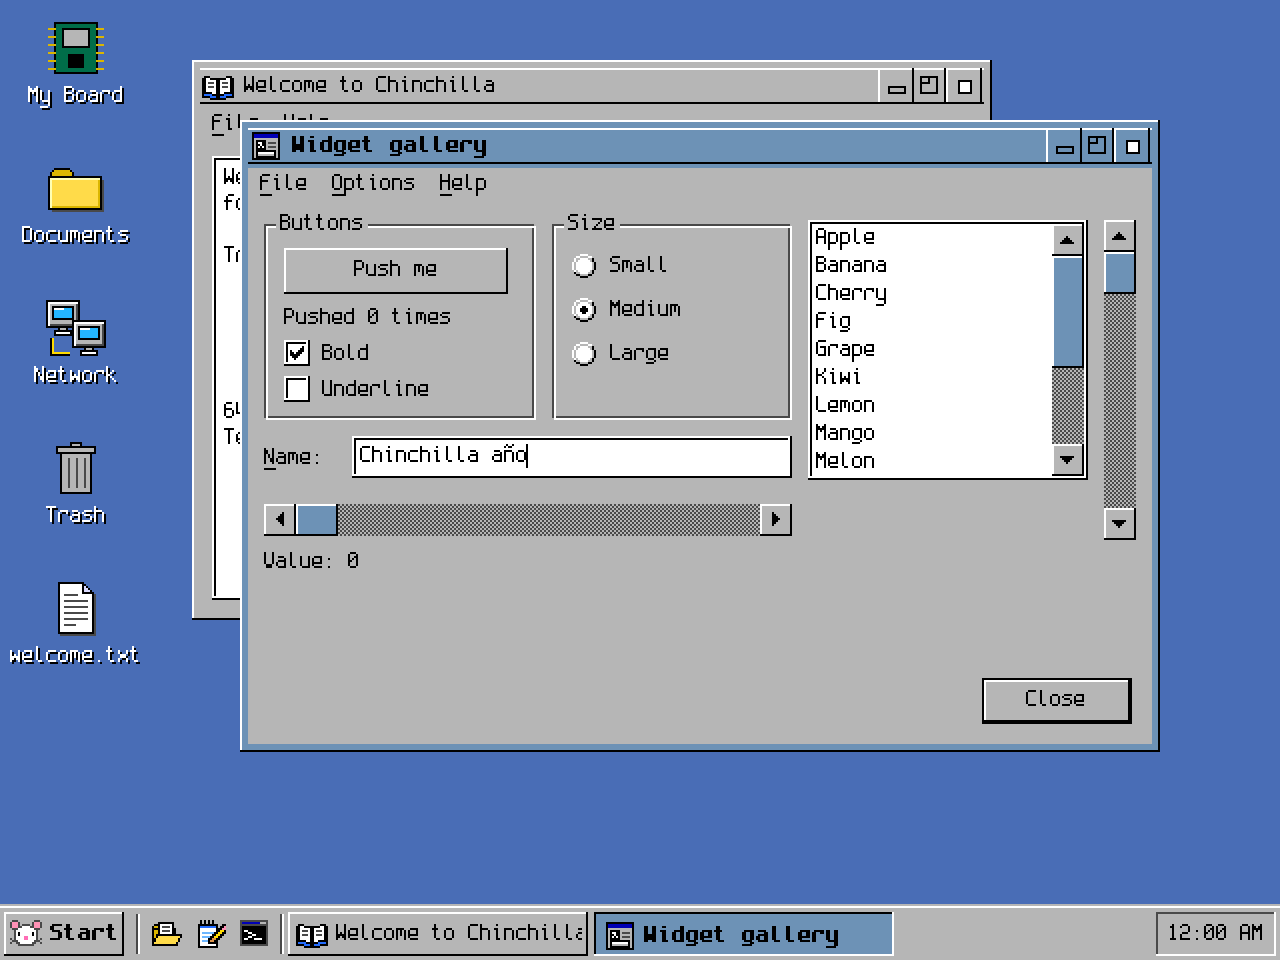 My Board
Documents
Network
Trash
welcome.txt
Welcome to Chinchilla
Widget gallery
File Options Help
Buttons
Push me
Pushed 0 times
Bold
Underline
Size
Small
Medium
Large
Apple
Banana
Cherry
Fig
Grape
Kiwi
Lemon
Mango
Melon
Name: Chinchilla año
Value: 0
Close
Start
Welcome to Chinchilla
Widget gallery
12:00 AM